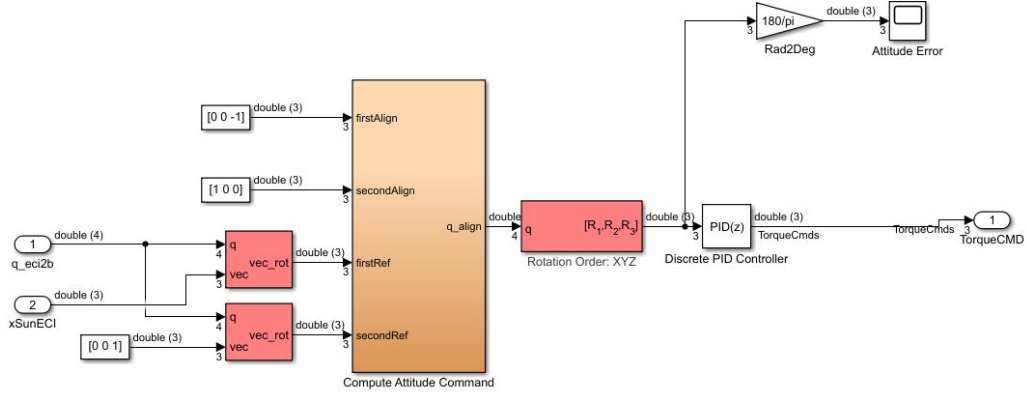 double (3)
180/pi
3
Rad2Deg
double (3)
3
Attitude Error
[0 0 -1]
double (3)
3
firstAlign
[1 0 0]
double (3)
3
secondAlign
q_align
double
4
q
[R1,R2,R3]
Rotation Order: XYZ
double (3)
3
PID(z)
Discrete PID Controller
double (3)
TorqueCmds
TorqueCmds
3
1
TorqueCMD
1
q_eci2b
double (4)
q
4
vec
3
vec_rot
double (3)
3
firstRef
2
xSunECI
double (3)
q
4
vec
3
vec_rot
double (3)
3
secondRef
[0 0 1]
double (3)
Compute Attitude Command